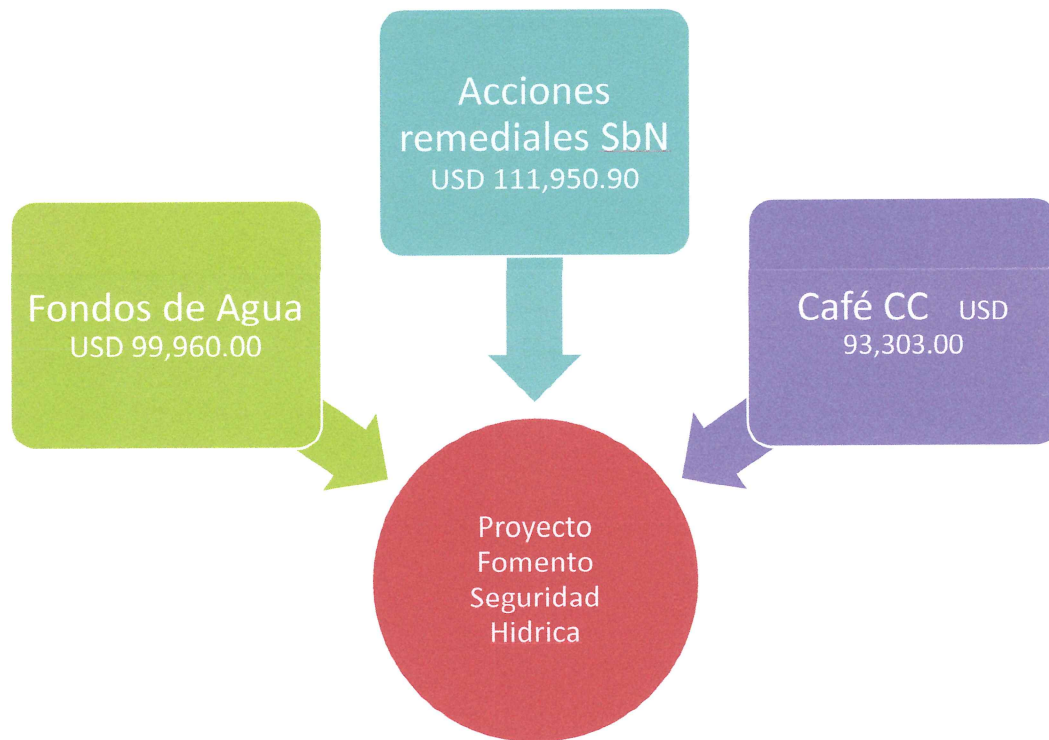 Acciones
remediales SbN
USD 111,950.90
Fondos de Agua
USD 99,960.00
Café CC USD
93,303.00
Proyecto
Fomento
Seguridad
Hidrica